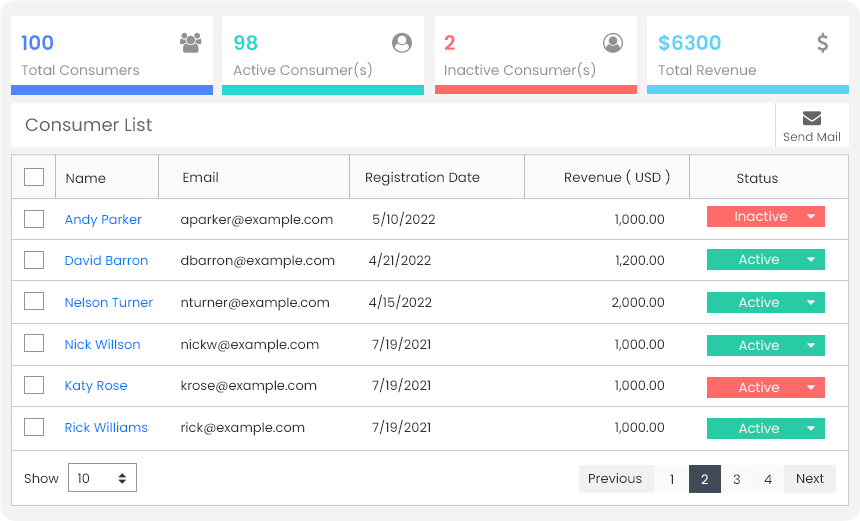 100
Total Consumers
98
Active Consumer(s)
2
Inactive Consumer(s)
$6300
Total Revenue
$
Consumer List
Send Mail
Name Email Registration Date Revenue ( USD ) Status
Andy Parker aparker@example.com 5/10/2022 1,000.00 Inactive
David Barron dbarron@example.com 4/21/2022 1,200.00 Active
Nelson Turner nturner@example.com 4/15/2022 2,000.00 Active
Nick Willson nickw@example.com 7/19/2021 1,000.00 Active
Katy Rose krose@example.com 7/19/2021 1,000.00 Active
Rick Williams rick@example.com 7/19/2021 1,000.00 Active
Show 10 Previous 1 2 3 4 Next